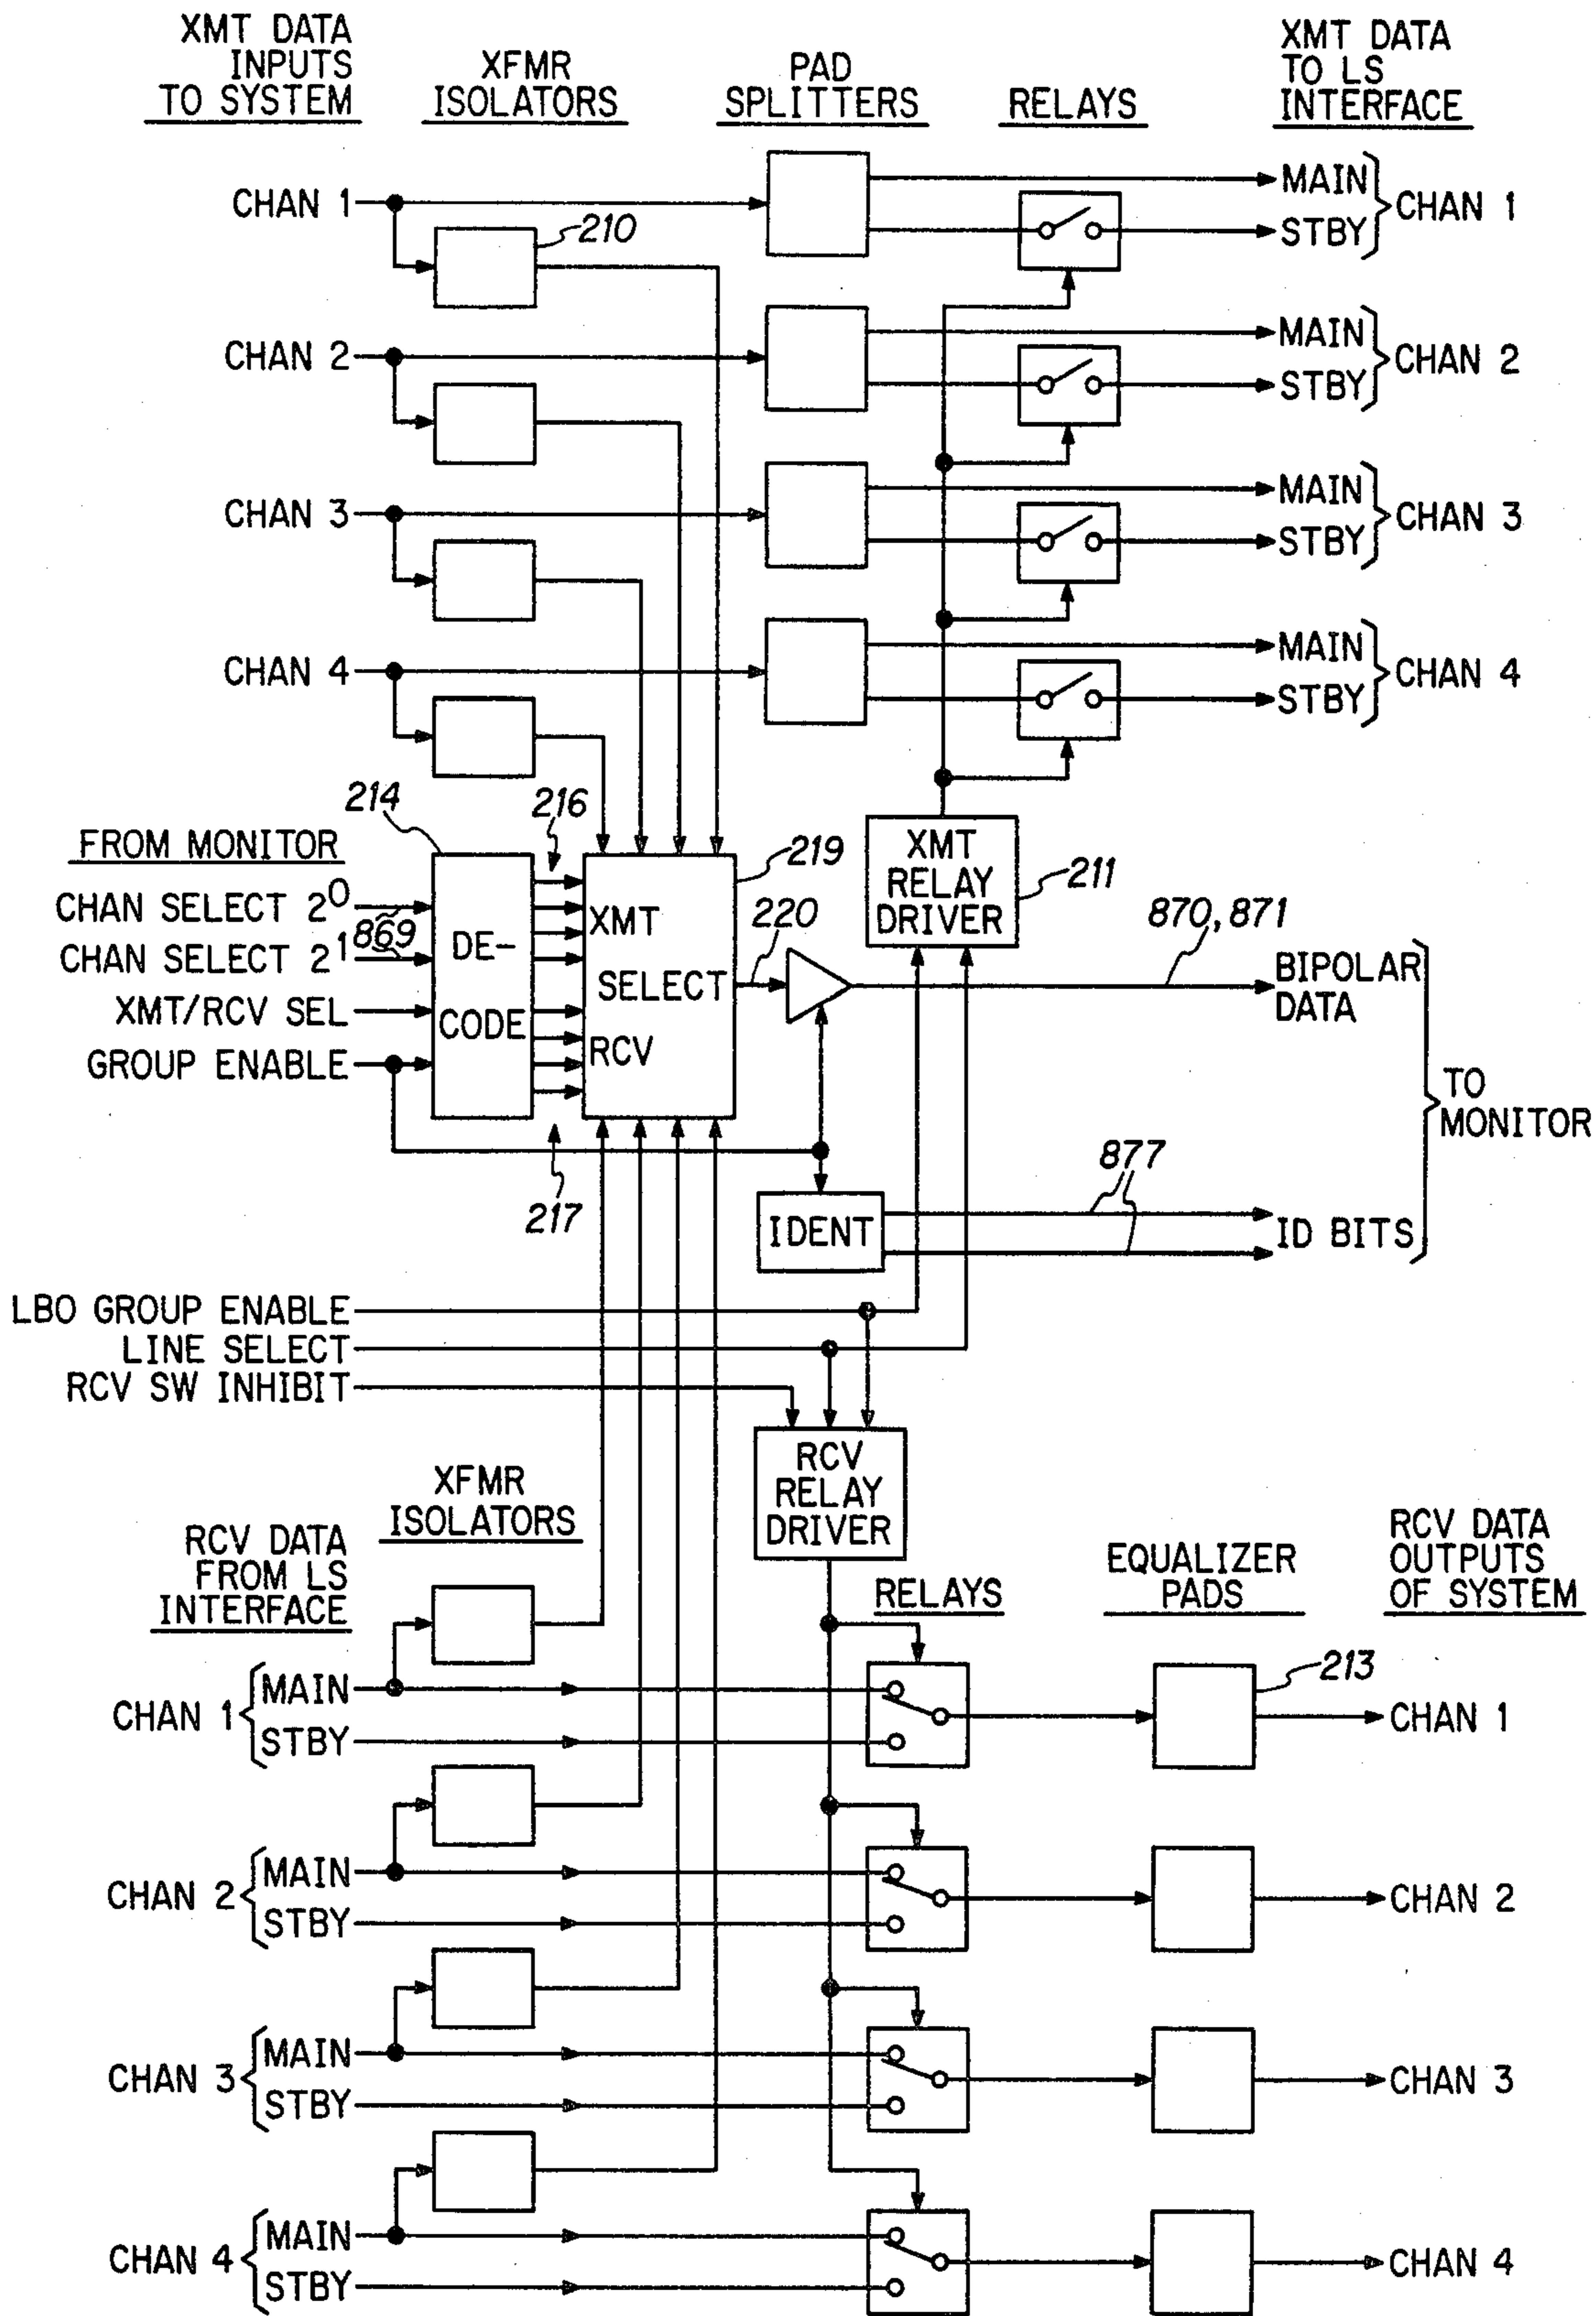 XMT DATA
INPUTS
TO SYSTEM
XFMR
ISOLATORS
PAD
SPLITTERS
RELAYS
XMT DATA
TO LS
INTERFACE
CHAN 1
210
MAIN
STBY
CHAN 1
CHAN 2
MAIN
STBY
CHAN 2
CHAN 3
MAIN
STBY
CHAN 3
CHAN 4
MAIN
STBY
CHAN 4
214
216
FROM MONITOR
CHAN SELECT 2⁰
869
CHAN SELECT 2¹
869
XMT/RCV SEL
GROUP ENABLE
DE-
CODE
XMT
SELECT
RCV
219
220
217
XMT
RELAY
DRIVER
211
870, 871
BIPOLAR
DATA
TO
MONITOR
877
IDENT
ID BITS
LBO GROUP ENABLE
LINE SELECT
RCV SW INHIBIT
RCV
RELAY
DRIVER
XFMR
ISOLATORS
RCV DATA
FROM LS
INTERFACE
RELAYS
EQUALIZER
PADS
RCV DATA
OUTPUTS
OF SYSTEM
213
CHAN 1
MAIN
STBY
CHAN 1
CHAN 2
MAIN
STBY
CHAN 2
CHAN 3
MAIN
STBY
CHAN 3
CHAN 4
MAIN
STBY
CHAN 4